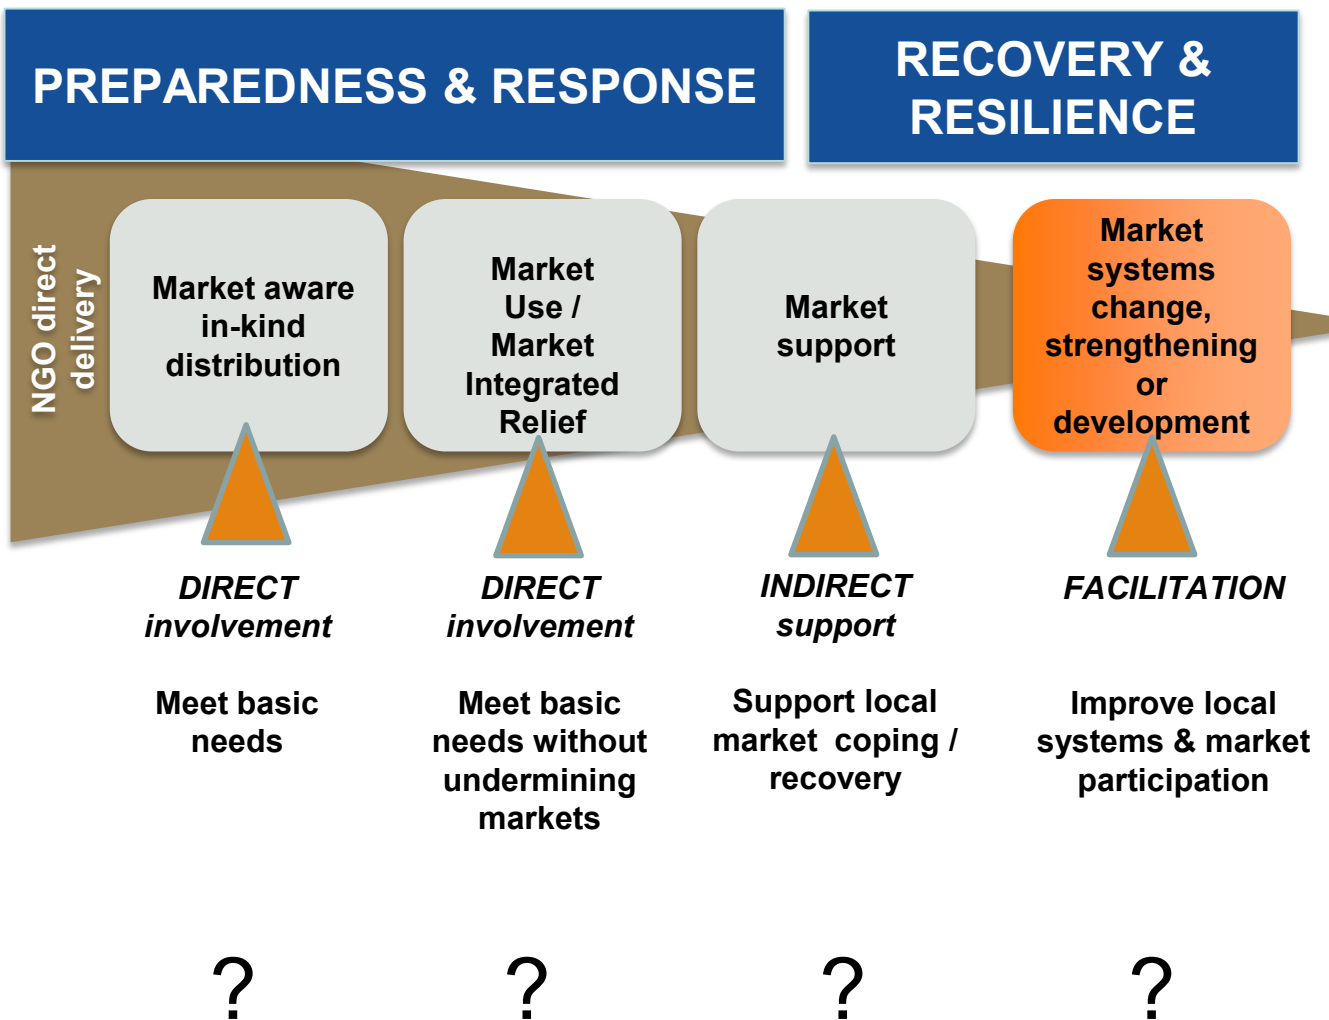 PREPAREDNESS & RESPONSE
RECOVERY &
RESILIENCE
NGO direct
delivery
Market aware
in-kind
distribution
Market
Use /
Market
Integrated
Relief
Market
support
Market
systems
change,
strengthening
or
development
DIRECT
involvement
DIRECT
involvement
INDIRECT
support
FACILITATION
Meet basic
needs
Meet basic
needs without
undermining
markets
Support local
market coping /
recovery
Improve local
systems & market
participation
?
?
?
?